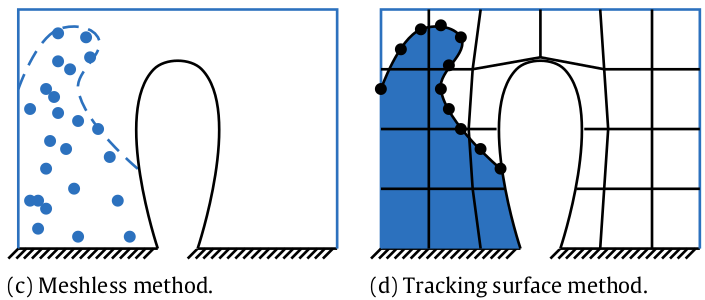 (c) Meshless method.
(d) Tracking surface method.